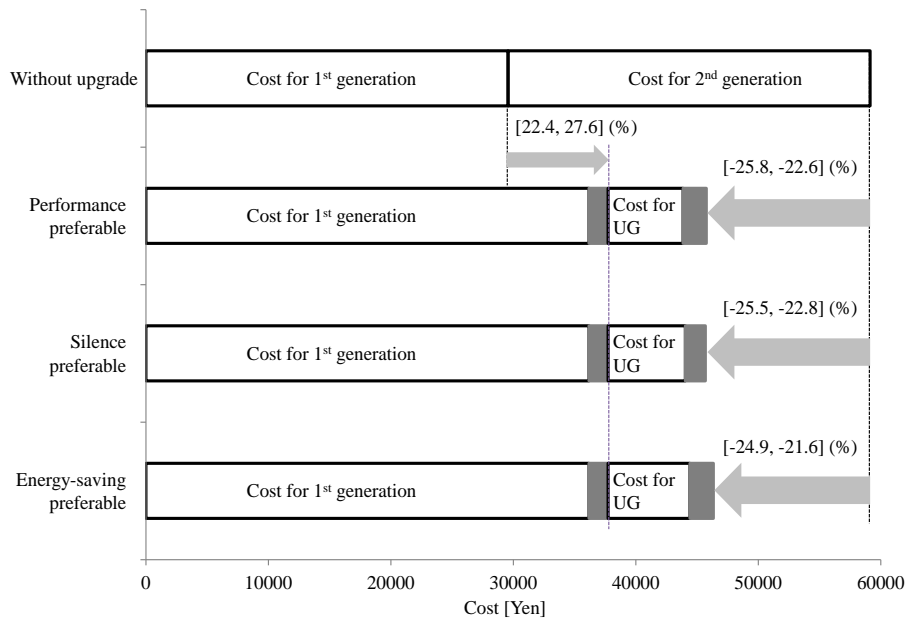 Without upgrade
Cost for 1st generation
Cost for 2nd generation
[22.4, 27.6] (%)
[-25.8, -22.6] (%)
Performance
preferable
Cost for 1st generation
Cost for
UG
[-25.5, -22.8] (%)
Silence
preferable
Cost for 1st generation
Cost for
UG
[-24.9, -21.6] (%)
Energy-saving
preferable
Cost for 1st generation
Cost for
UG
0 10000 20000 30000 40000 50000 60000
Cost [Yen]